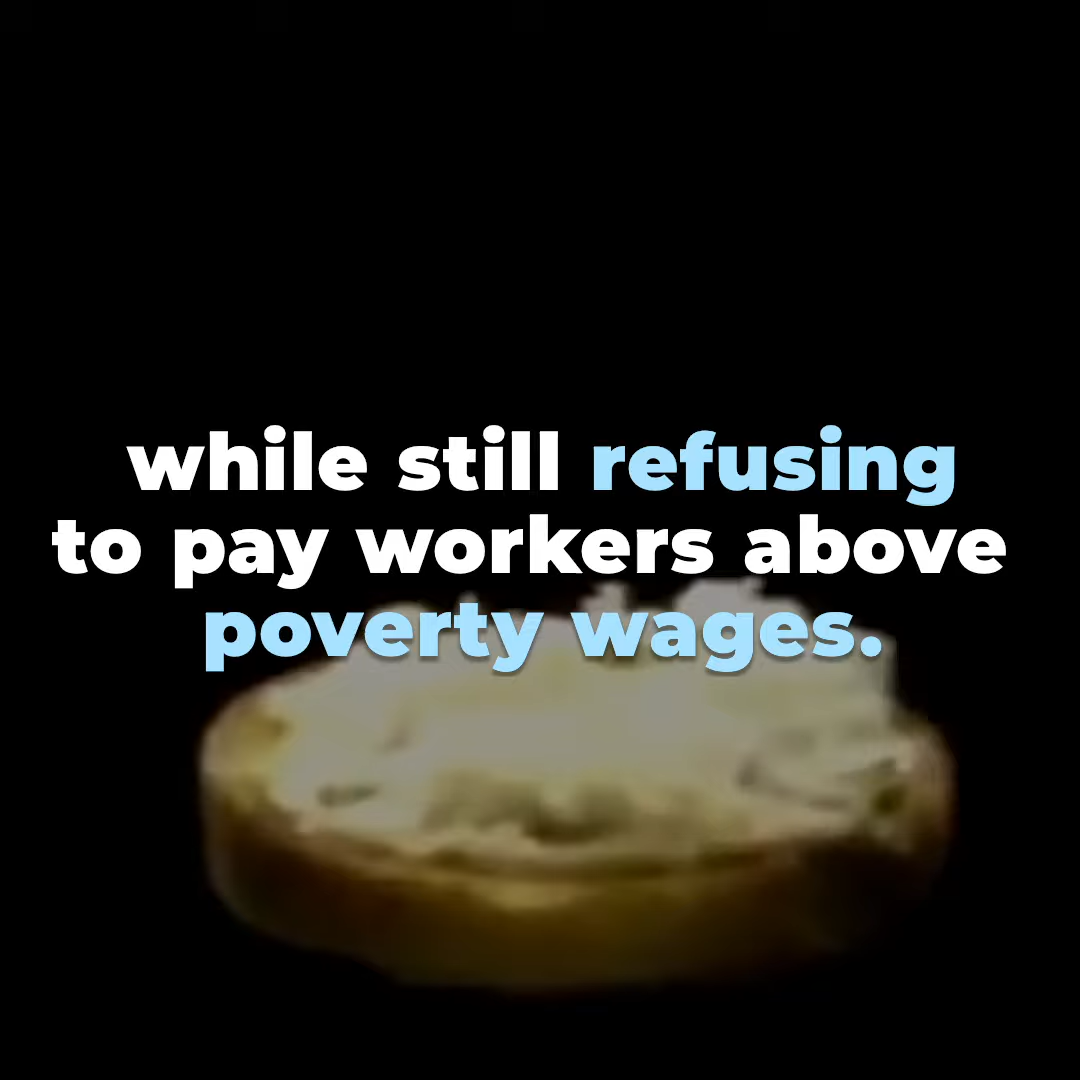 while still refusing
to pay workers above
poverty wages.